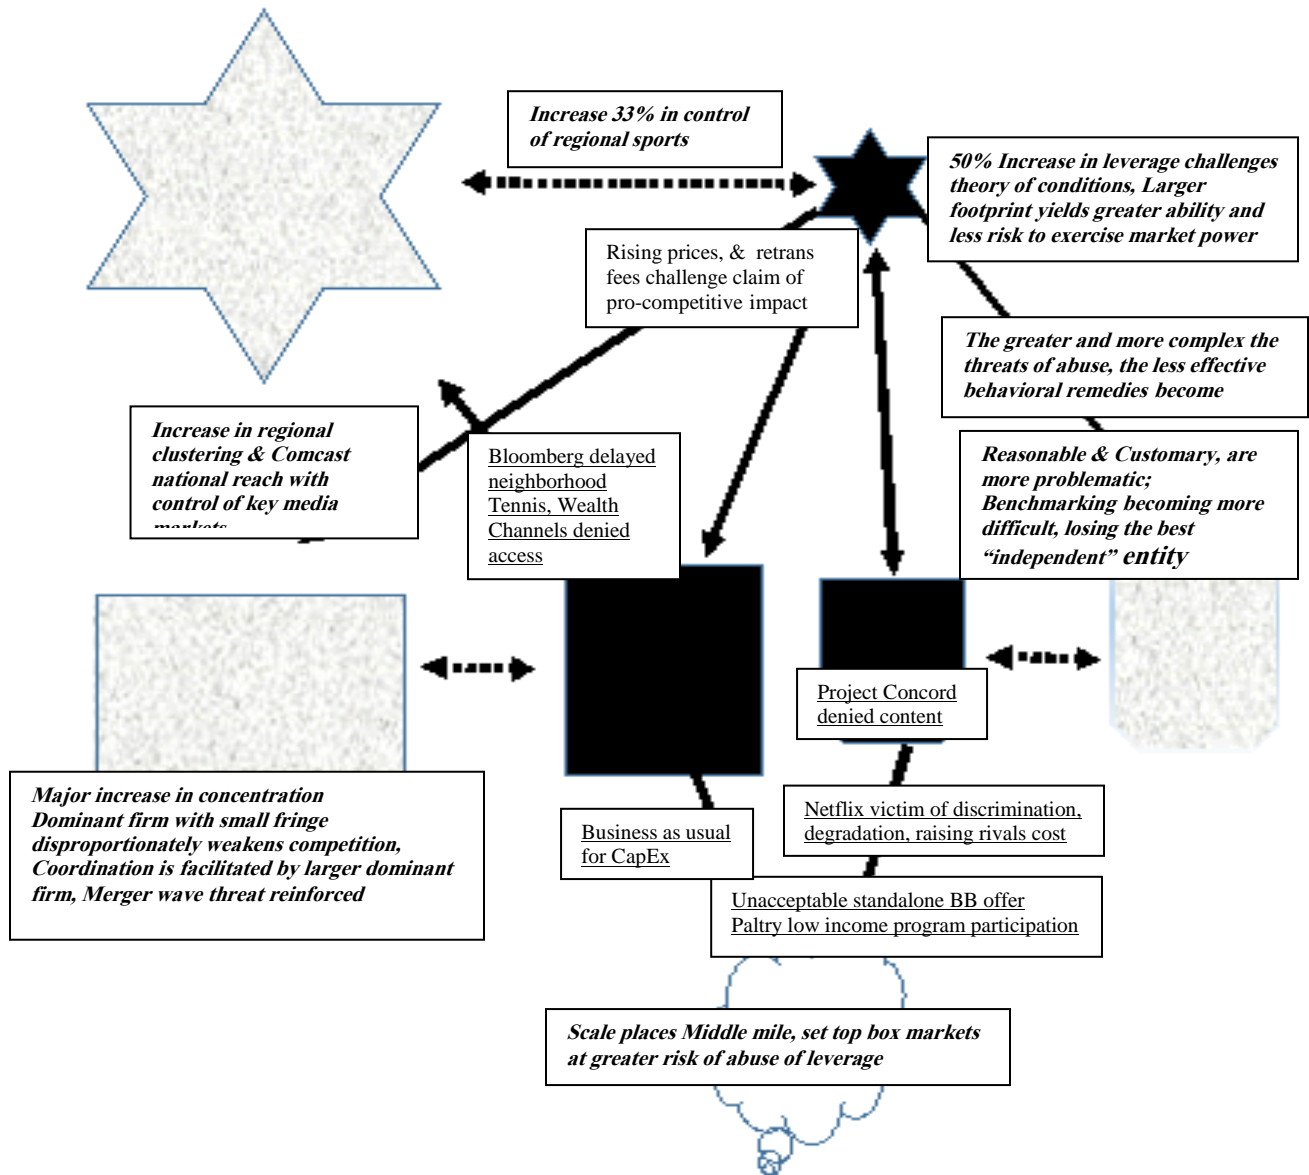 Increase 33% in control
of regional sports
50% Increase in leverage challenges
theory of conditions, Larger
footprint yields greater ability and
less risk to exercise market power
Rising prices, & retrans
fees challenge claim of
pro-competitive impact
The greater and more complex the
threats of abuse, the less effective
behavioral remedies become
Increase in regional
clustering & Comcast
national reach with
control of key media
markets
Bloomberg delayed
neighborhood
Tennis, Wealth
Channels denied
access
Reasonable & Customary, are
more problematic;
Benchmarking becoming more
difficult, losing the best
“independent” entity
Project Concord
denied content
Major increase in concentration
Dominant firm with small fringe
disproportionately weakens competition,
Coordination is facilitated by larger dominant
firm, Merger wave threat reinforced
Business as usual
for CapEx
Netflix victim of discrimination,
degradation, raising rivals cost
Unacceptable standalone BB offer
Paltry low income program participation
Scale places Middle mile, set top box markets
at greater risk of abuse of leverage